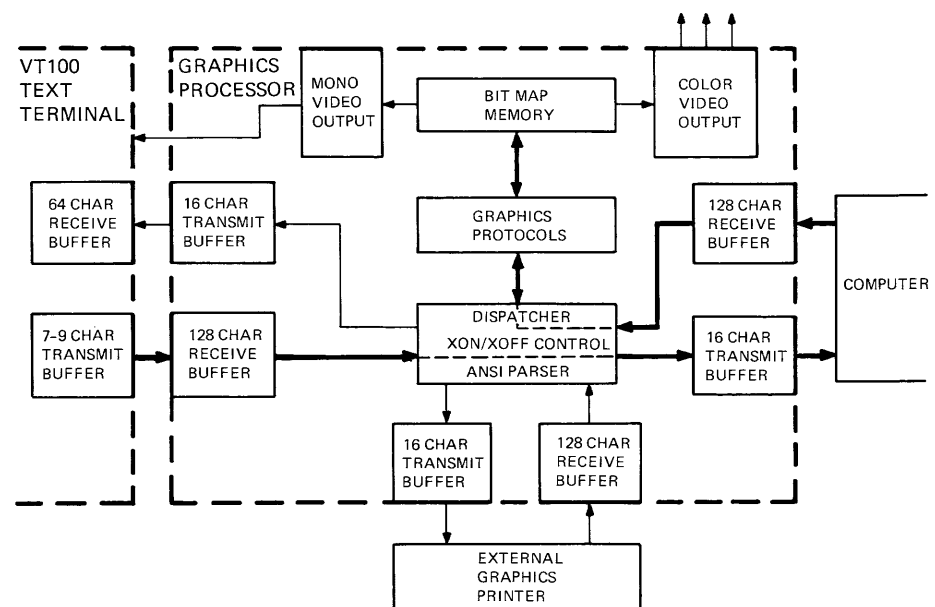 VT100
TEXT
TERMINAL
GRAPHICS
PROCESSOR
MONO
VIDEO
OUTPUT
BIT MAP
MEMORY
COLOR
VIDEO
OUTPUT
64 CHAR
RECEIVE
BUFFER
16 CHAR
TRANSMIT
BUFFER
GRAPHICS
PROTOCOLS
128 CHAR
RECEIVE
BUFFER
COMPUTER
7-9 CHAR
TRANSMIT
BUFFER
128 CHAR
RECEIVE
BUFFER
DISPATCHER
XON/XOFF CONTROL
ANSI PARSER
16 CHAR
TRANSMIT
BUFFER
16 CHAR
TRANSMIT
BUFFER
128 CHAR
RECEIVE
BUFFER
EXTERNAL
GRAPHICS
PRINTER